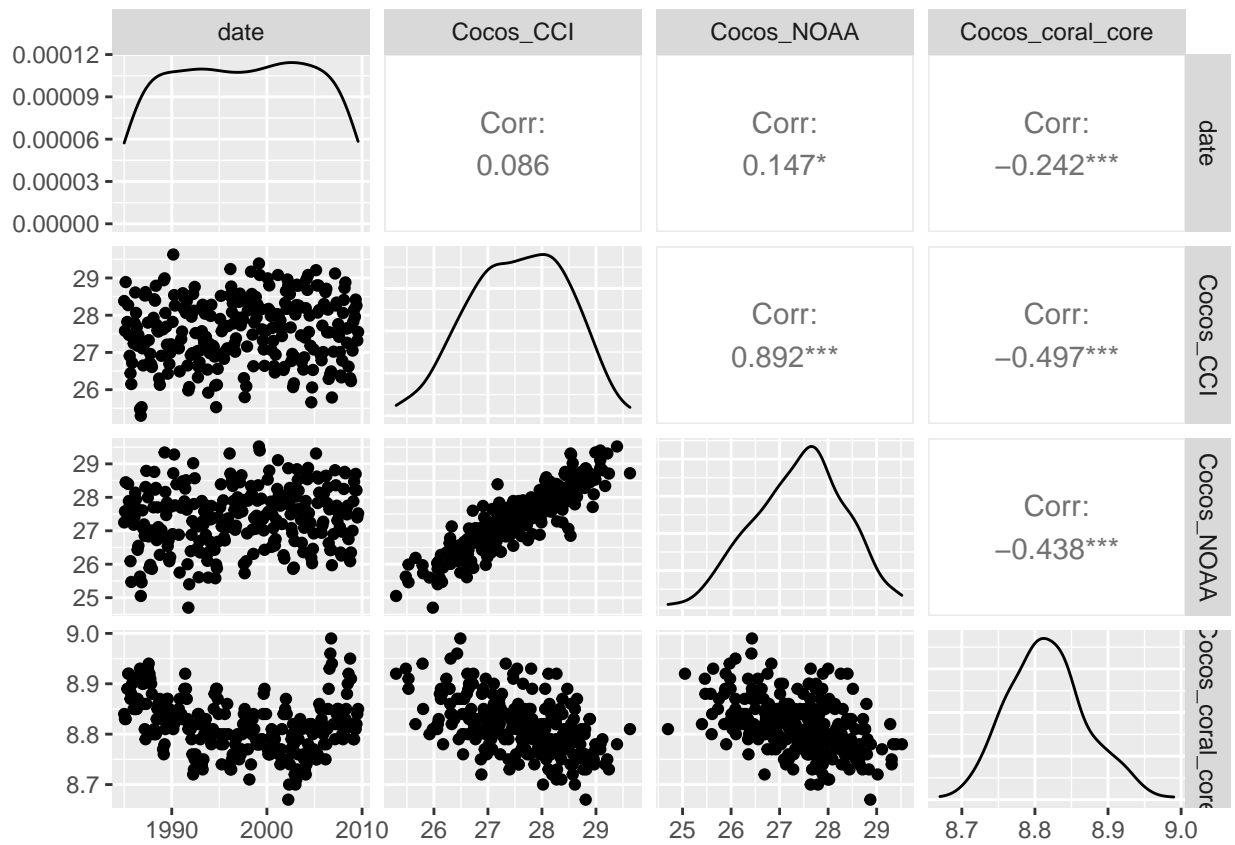 date Cocos_CCI Cocos_NOAA Cocos_coral_core
0.00012
0.00009
0.00006
0.00003
0.00000
Corr:
0.086
Corr:
0.147*
Corr:
−0.242***
date
29
28
27
26
Corr:
0.892***
Corr:
−0.497***
Cocos_CCI
29
28
27
26
25
Corr:
−0.438***
Cocos_NOAA
9.0
8.9
8.8
8.7
Cocos_coral_core
1990 2000 2010 26 27 28 29 25 26 27 28 29 8.7 8.8 8.9 9.0